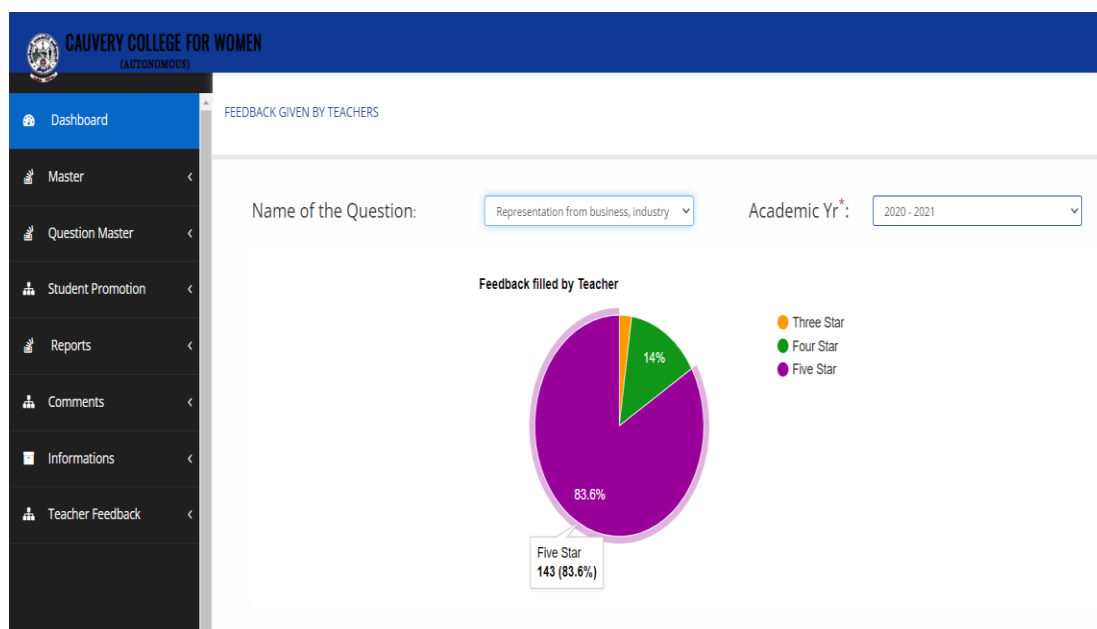 CAUVERY COLLEGE FOR WOMEN
(AUTONOMOUS)
Dashboard
Master
Question Master
Student Promotion
Reports
Comments
Informations
Teacher Feedback
FEEDBACK GIVEN BY TEACHERS
Name of the Question:
Representation from business, industry
Academic Yr*:
2020 - 2021
Feedback filled by Teacher
Three Star
Four Star
Five Star
14%
83.6%
Five Star
143 (83.6%)